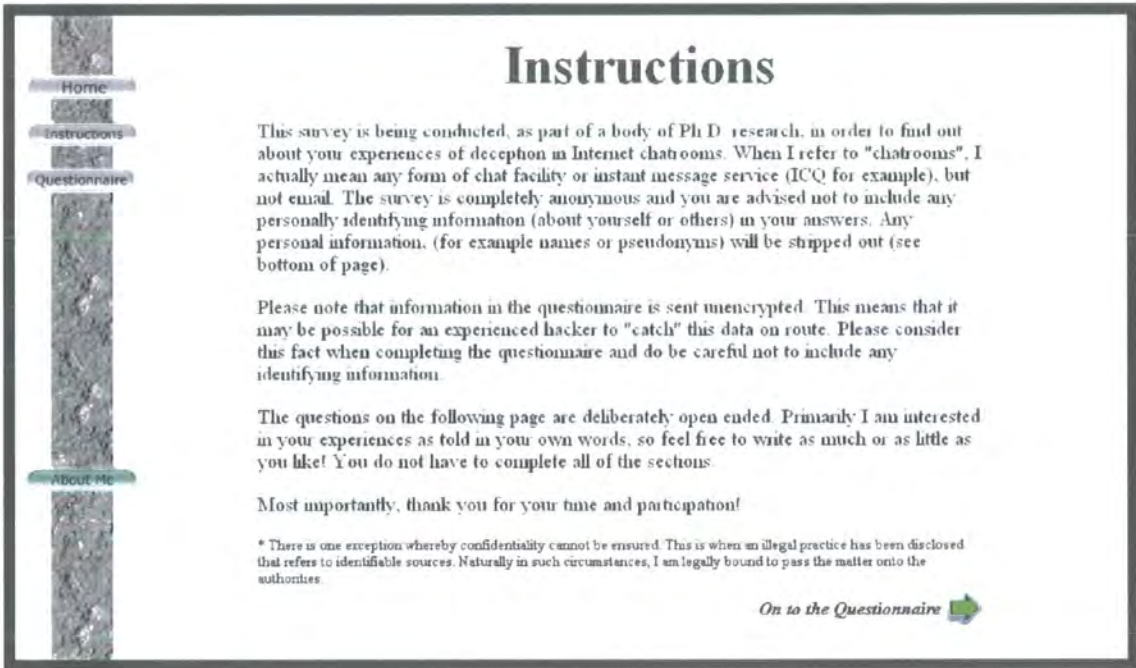 Home
Instructions
Questionnaire
About Me
Instructions
This survey is being conducted, as part of a body of Ph D. research, in order to find out
about your experiences of deception in Internet chatrooms. When I refer to "chatrooms", I
actually mean any form of chat facility or instant message service (ICQ for example), but
not email. The survey is completely anonymous and you are advised not to include any
personally identifying information (about yourself or others) in your answers. Any
personal information, (for example names or pseudonyms) will be stripped out (see
bottom of page).
Please note that information in the questionnaire is sent unencrypted. This means that it
may be possible for an experienced hacker to "catch" this data on route. Please consider
this fact when completing the questionnaire and do be careful not to include any
identifying information.
The questions on the following page are deliberately open ended. Primarily I am interested
in your experiences as told in your own words, so feel free to write as much or as little as
you like! You do not have to complete all of the sections.
Most importantly, thank you for your time and participation!
* There is one exception whereby confidentiality cannot be ensured. This is when an illegal practice has been disclosed
that refers to identifiable sources. Naturally in such circumstances, I am legally bound to pass the matter onto the
authorities.
On to the Questionnaire